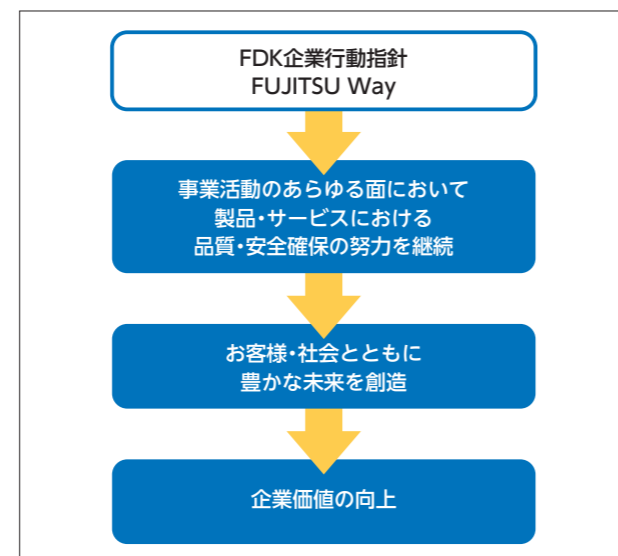 FDK企業行動指針
FUJITSU Way
事業活動のあらゆる面において
製品・サービスにおける
品質・安全確保の努力を継続
お客様・社会とともに
豊かな未来を創造
企業価値の向上